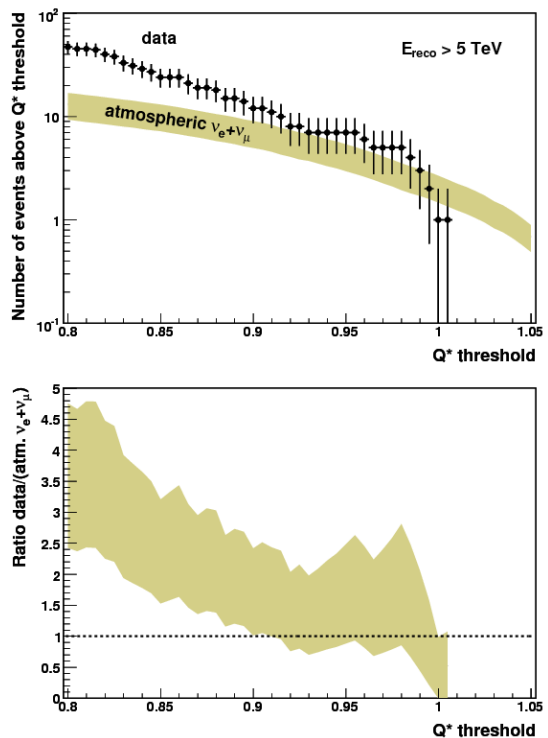 Number of events above Q* threshold
10²
10
1
10⁻¹
data
E_reco > 5 TeV
atmospheric ν_e+ν_μ
0.8 0.85 0.9 0.95 1 1.05
Q* threshold
Ratio data/(atm. ν_e+ν_μ)
5
4.5
4
3.5
3
2.5
2
1.5
1
0.5
0
0.8 0.85 0.9 0.95 1 1.05
Q* threshold